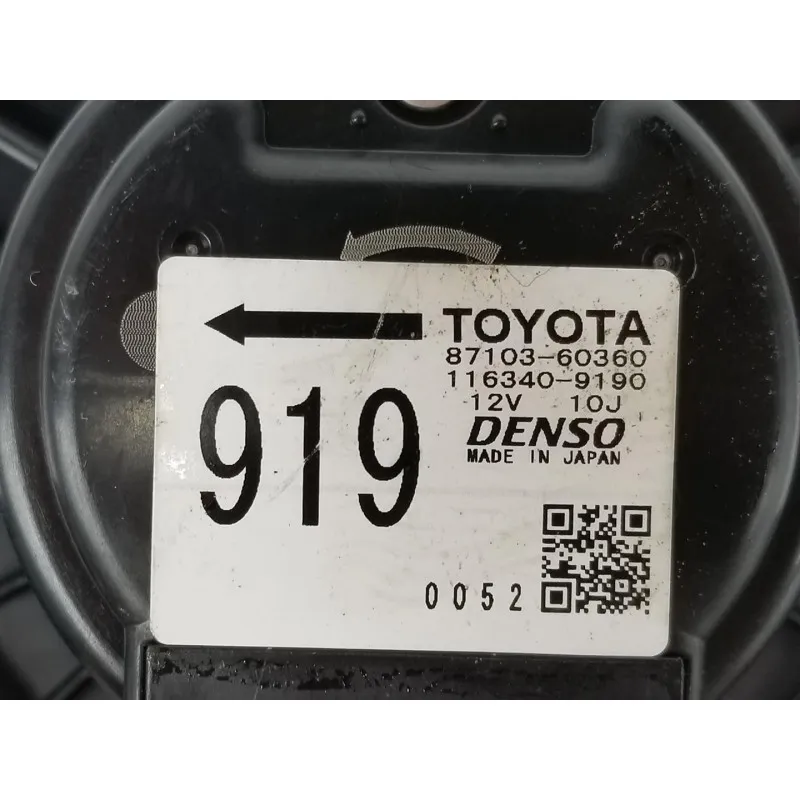 TOYOTA
87103-60360
116340-9190
12V 10J
DENSO
MADE IN JAPAN
919
0052